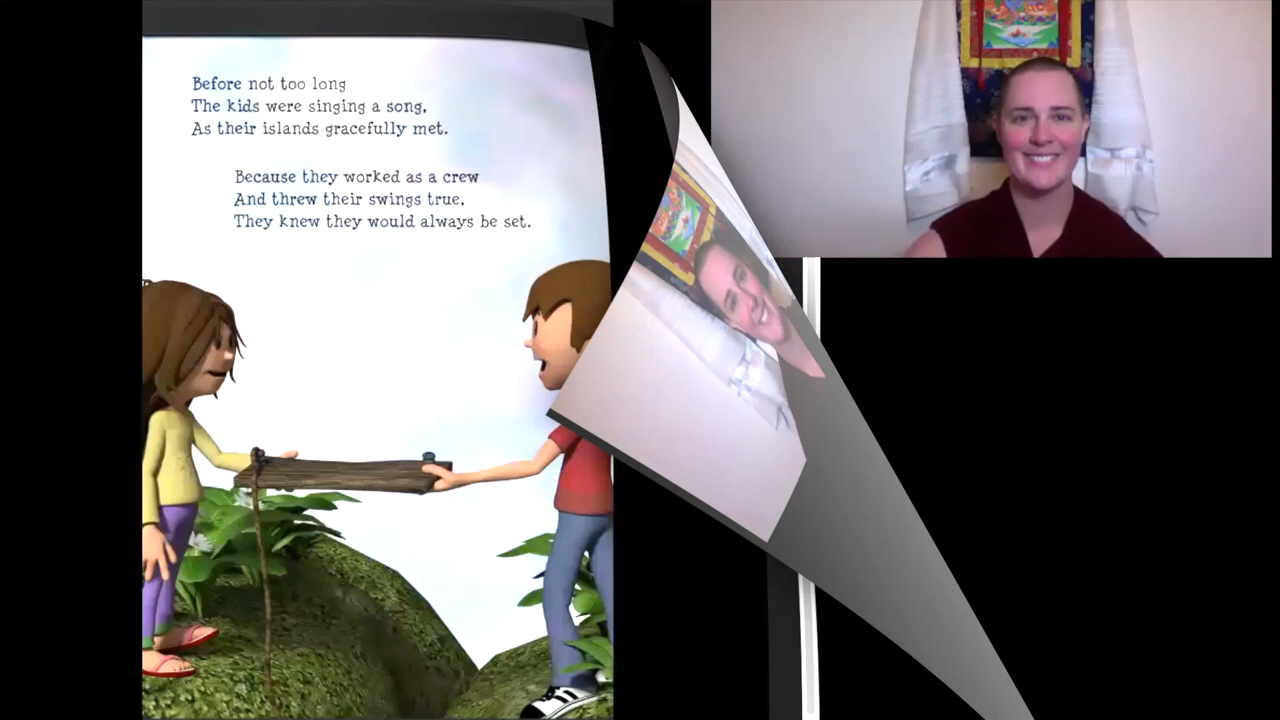 Before not too long
The kids were singing a song,
As their islands gracefully met.
Because they worked as a crew
And threw their swings true,
They knew they would always be set.